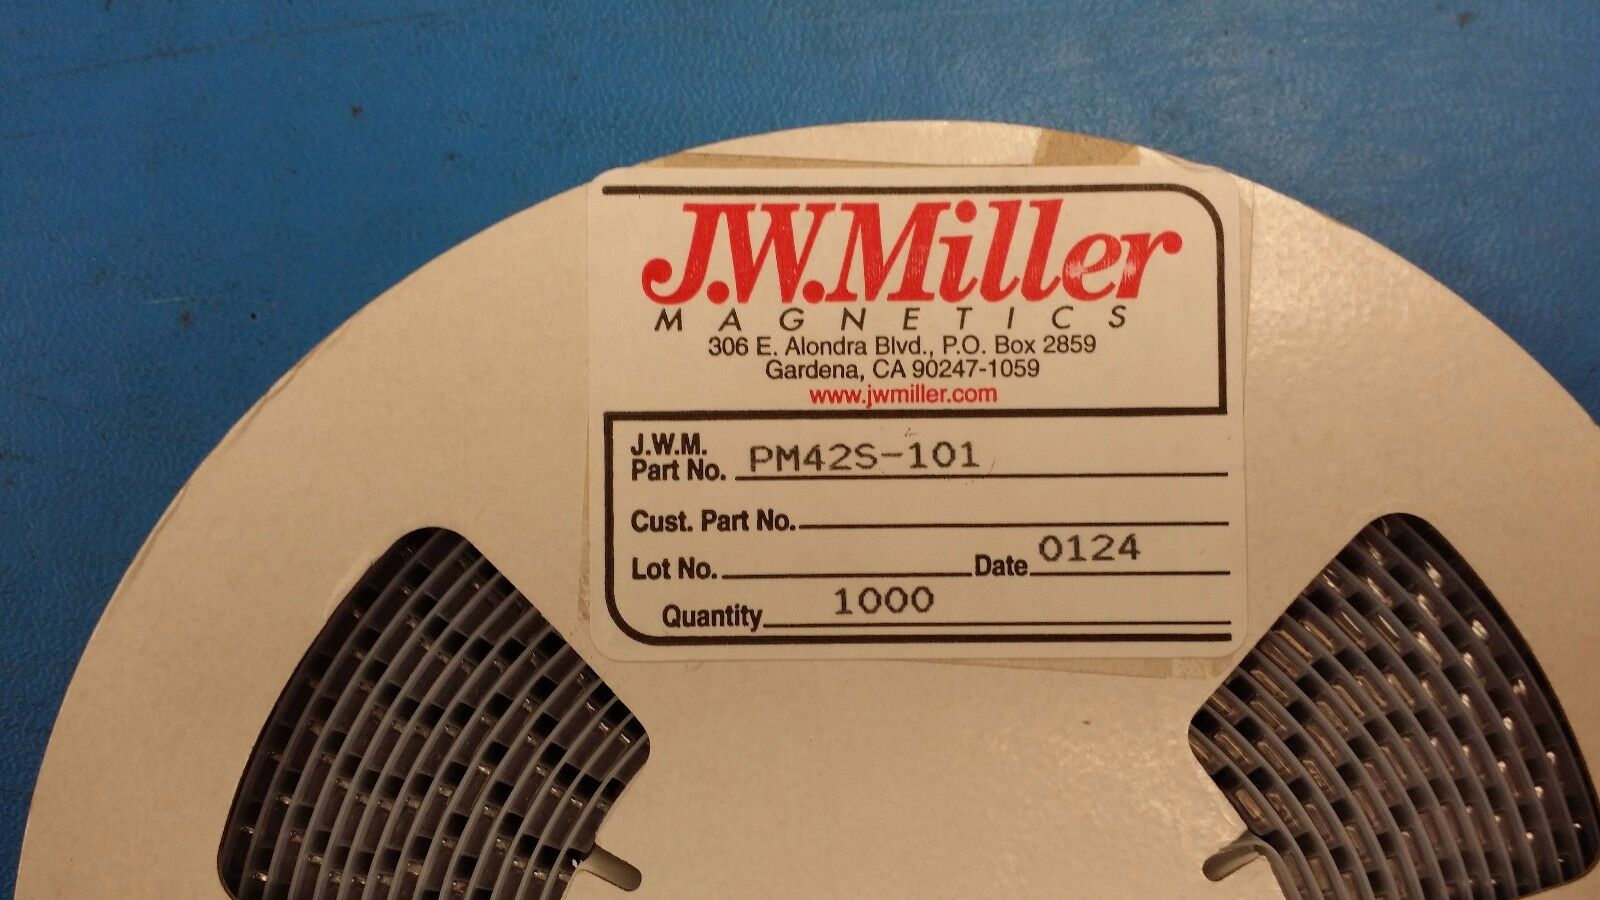 J.W.Miller
MAGNETICS
306 E. Alondra Blvd., P.O. Box 2859
Gardena, CA 90247-1059
www.jwmiller.com
J.W.M.
Part No. PM42S-101
Cust. Part No.
Lot No. Date 0124
Quantity 1000